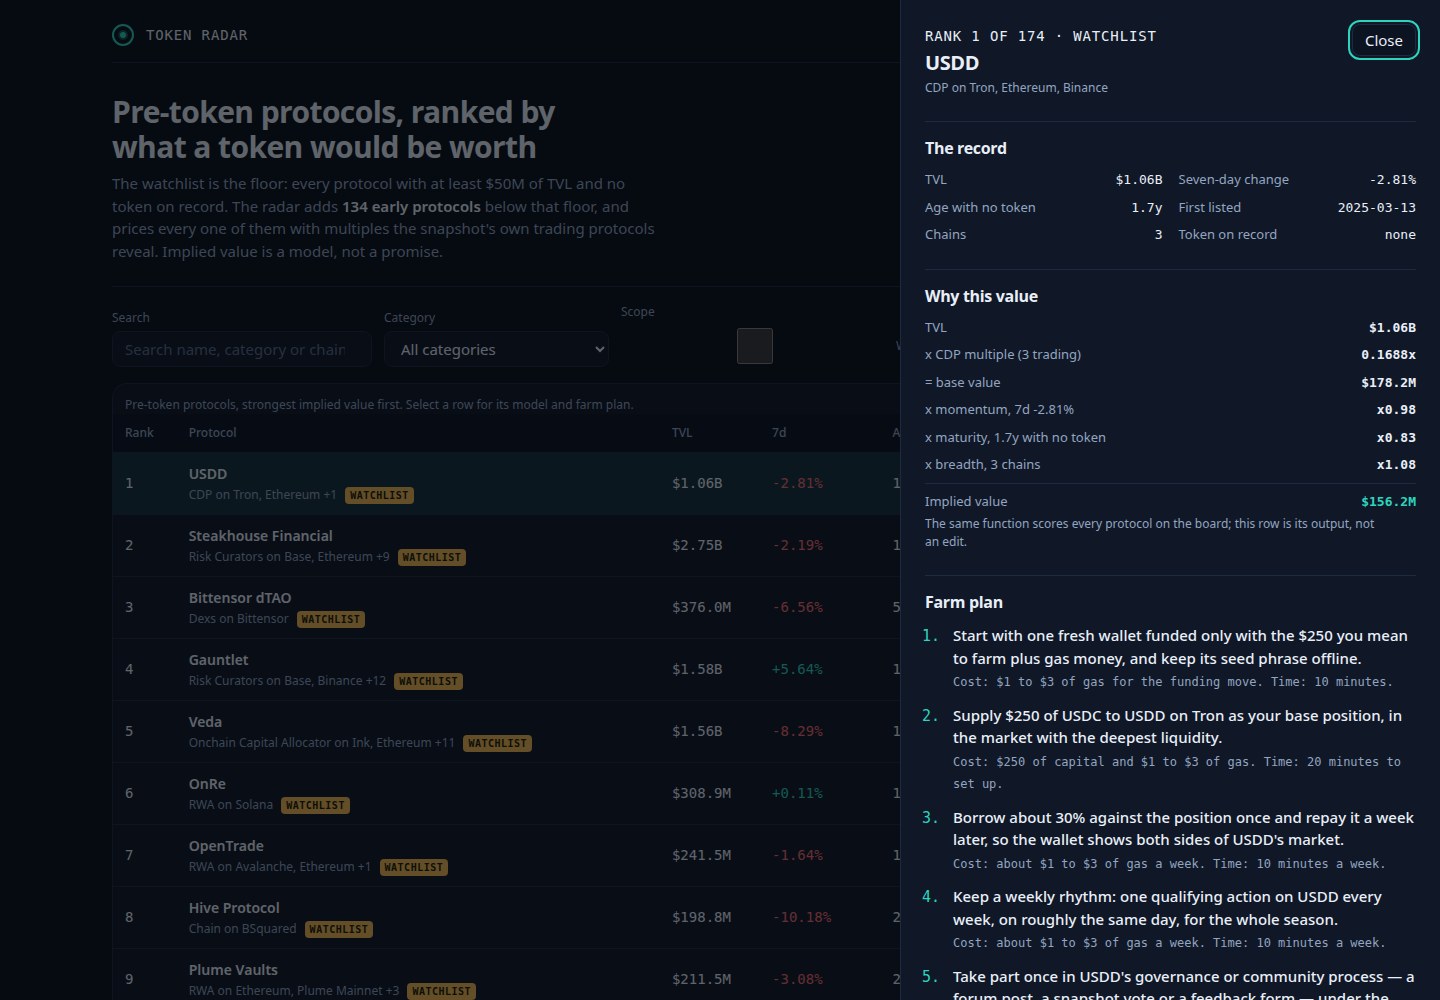 TOKEN RADAR
Pre-token protocols, ranked by
what a token would be worth
The watchlist is the floor: every protocol with at least $50M of TVL and no
token on record. The radar adds 134 early protocols below that floor, and
prices every one of them with multiples the snapshot's own trading protocols
reveal. Implied value is a model, not a promise.
Search
Category
Scope
Search name, category or chain
All categories
Pre-token protocols, strongest implied value first. Select a row for its model and farm plan.
Rank Protocol TVL 7d
1 USDD $1.06B -2.81%
CDP on Tron, Ethereum +1 WATCHLIST
2 Steakhouse Financial $2.75B -2.19%
Risk Curators on Base, Ethereum +9 WATCHLIST
3 Bittensor dTAO $376.0M -6.56%
Dexs on Bittensor WATCHLIST
4 Gauntlet $1.58B +5.64%
Risk Curators on Base, Binance +12 WATCHLIST
5 Veda $1.56B -8.29%
Onchain Capital Allocator on Ink, Ethereum +11 WATCHLIST
6 OnRe $308.9M +0.11%
RWA on Solana WATCHLIST
7 OpenTrade $241.5M -1.64%
RWA on Avalanche, Ethereum +1 WATCHLIST
8 Hive Protocol $198.8M -10.18%
Chain on BSquared WATCHLIST
9 Plume Vaults $211.5M -3.08%
RWA on Ethereum, Plume Mainnet +3 WATCHLIST
RANK 1 OF 174 · WATCHLIST
Close
USDD
CDP on Tron, Ethereum, Binance
The record
TVL $1.06B Seven-day change -2.81%
Age with no token 1.7y First listed 2025-03-13
Chains 3 Token on record none
Why this value
TVL $1.06B
x CDP multiple (3 trading) 0.1688x
= base value $178.2M
x momentum, 7d -2.81% x0.98
x maturity, 1.7y with no token x0.83
x breadth, 3 chains x1.08
Implied value $156.2M
The same function scores every protocol on the board; this row is its output, not
an edit.
Farm plan
1. Start with one fresh wallet funded only with the $250 you mean
to farm plus gas money, and keep its seed phrase offline.
Cost: $1 to $3 of gas for the funding move. Time: 10 minutes.
2. Supply $250 of USDC to USDD on Tron as your base position, in
the market with the deepest liquidity.
Cost: $250 of capital and $1 to $3 of gas. Time: 20 minutes to
set up.
3. Borrow about 30% against the position once and repay it a week
later, so the wallet shows both sides of USDD's market.
Cost: about $1 to $3 of gas a week. Time: 10 minutes a week.
4. Keep a weekly rhythm: one qualifying action on USDD every
week, on roughly the same day, for the whole season.
Cost: about $1 to $3 of gas a week. Time: 10 minutes a week.
5. Take part once in USDD's governance or community process — a
forum post, a snapshot vote or a feedback form — under the